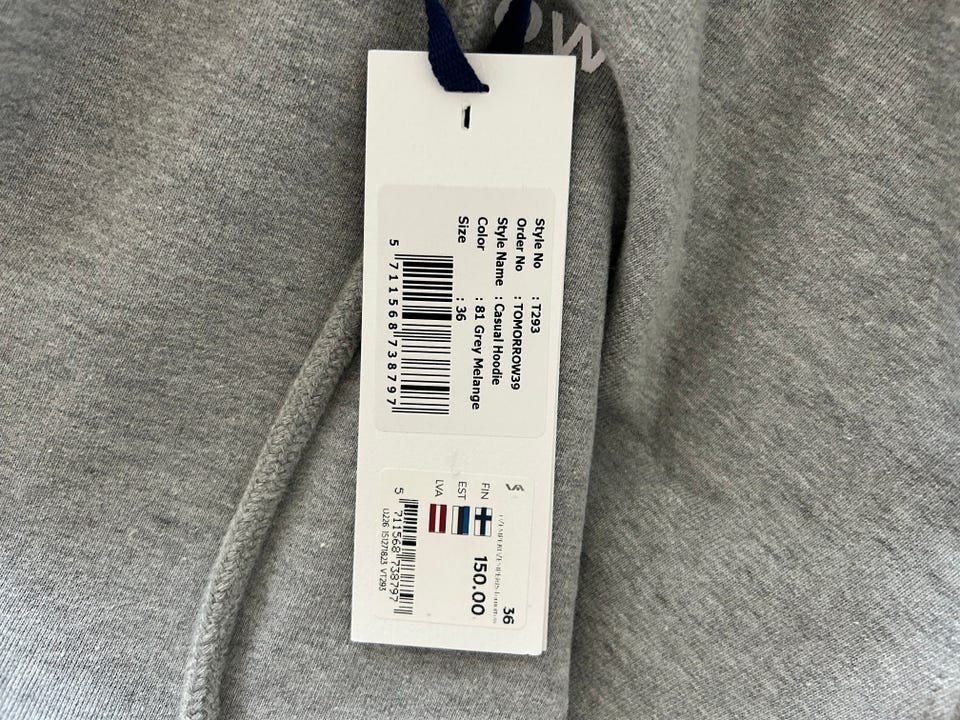 OW
Style No : T293
Order No : TOMORROW39
Style Name : Casual Hoodie
Color : 81 Grey Melange
Size : 36
5 711568 738797
36
FIN 150.00
EST
LVA
5 711568 738797